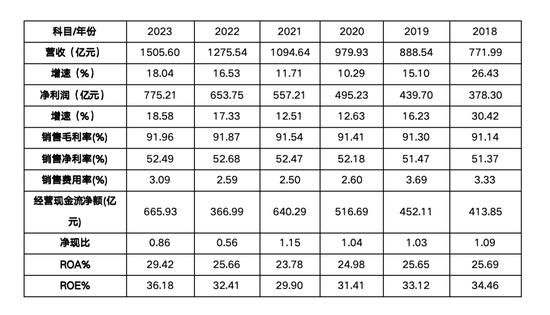 科目/年份 2023 2022 2021 2020 2019 2018
营收（亿元） 1505.60 1275.54 1094.64 979.93 888.54 771.99
增速（%） 18.04 16.53 11.71 10.29 15.10 26.43
净利润（亿元） 775.21 653.75 557.21 495.23 439.70 378.30
增速（%） 18.58 17.33 12.51 12.63 16.23 30.42
销售毛利率(%) 91.96 91.87 91.54 91.41 91.30 91.14
销售净利率(%) 52.49 52.68 52.47 52.18 51.47 51.37
销售费用率(%) 3.09 2.59 2.50 2.60 3.69 3.33
经营现金流净额(亿
元) 665.93 366.99 640.29 516.69 452.11 413.85
净现比 0.86 0.56 1.15 1.04 1.03 1.09
ROA% 29.42 25.66 23.78 24.98 25.65 25.69
ROE% 36.18 32.41 29.90 31.41 33.12 34.46